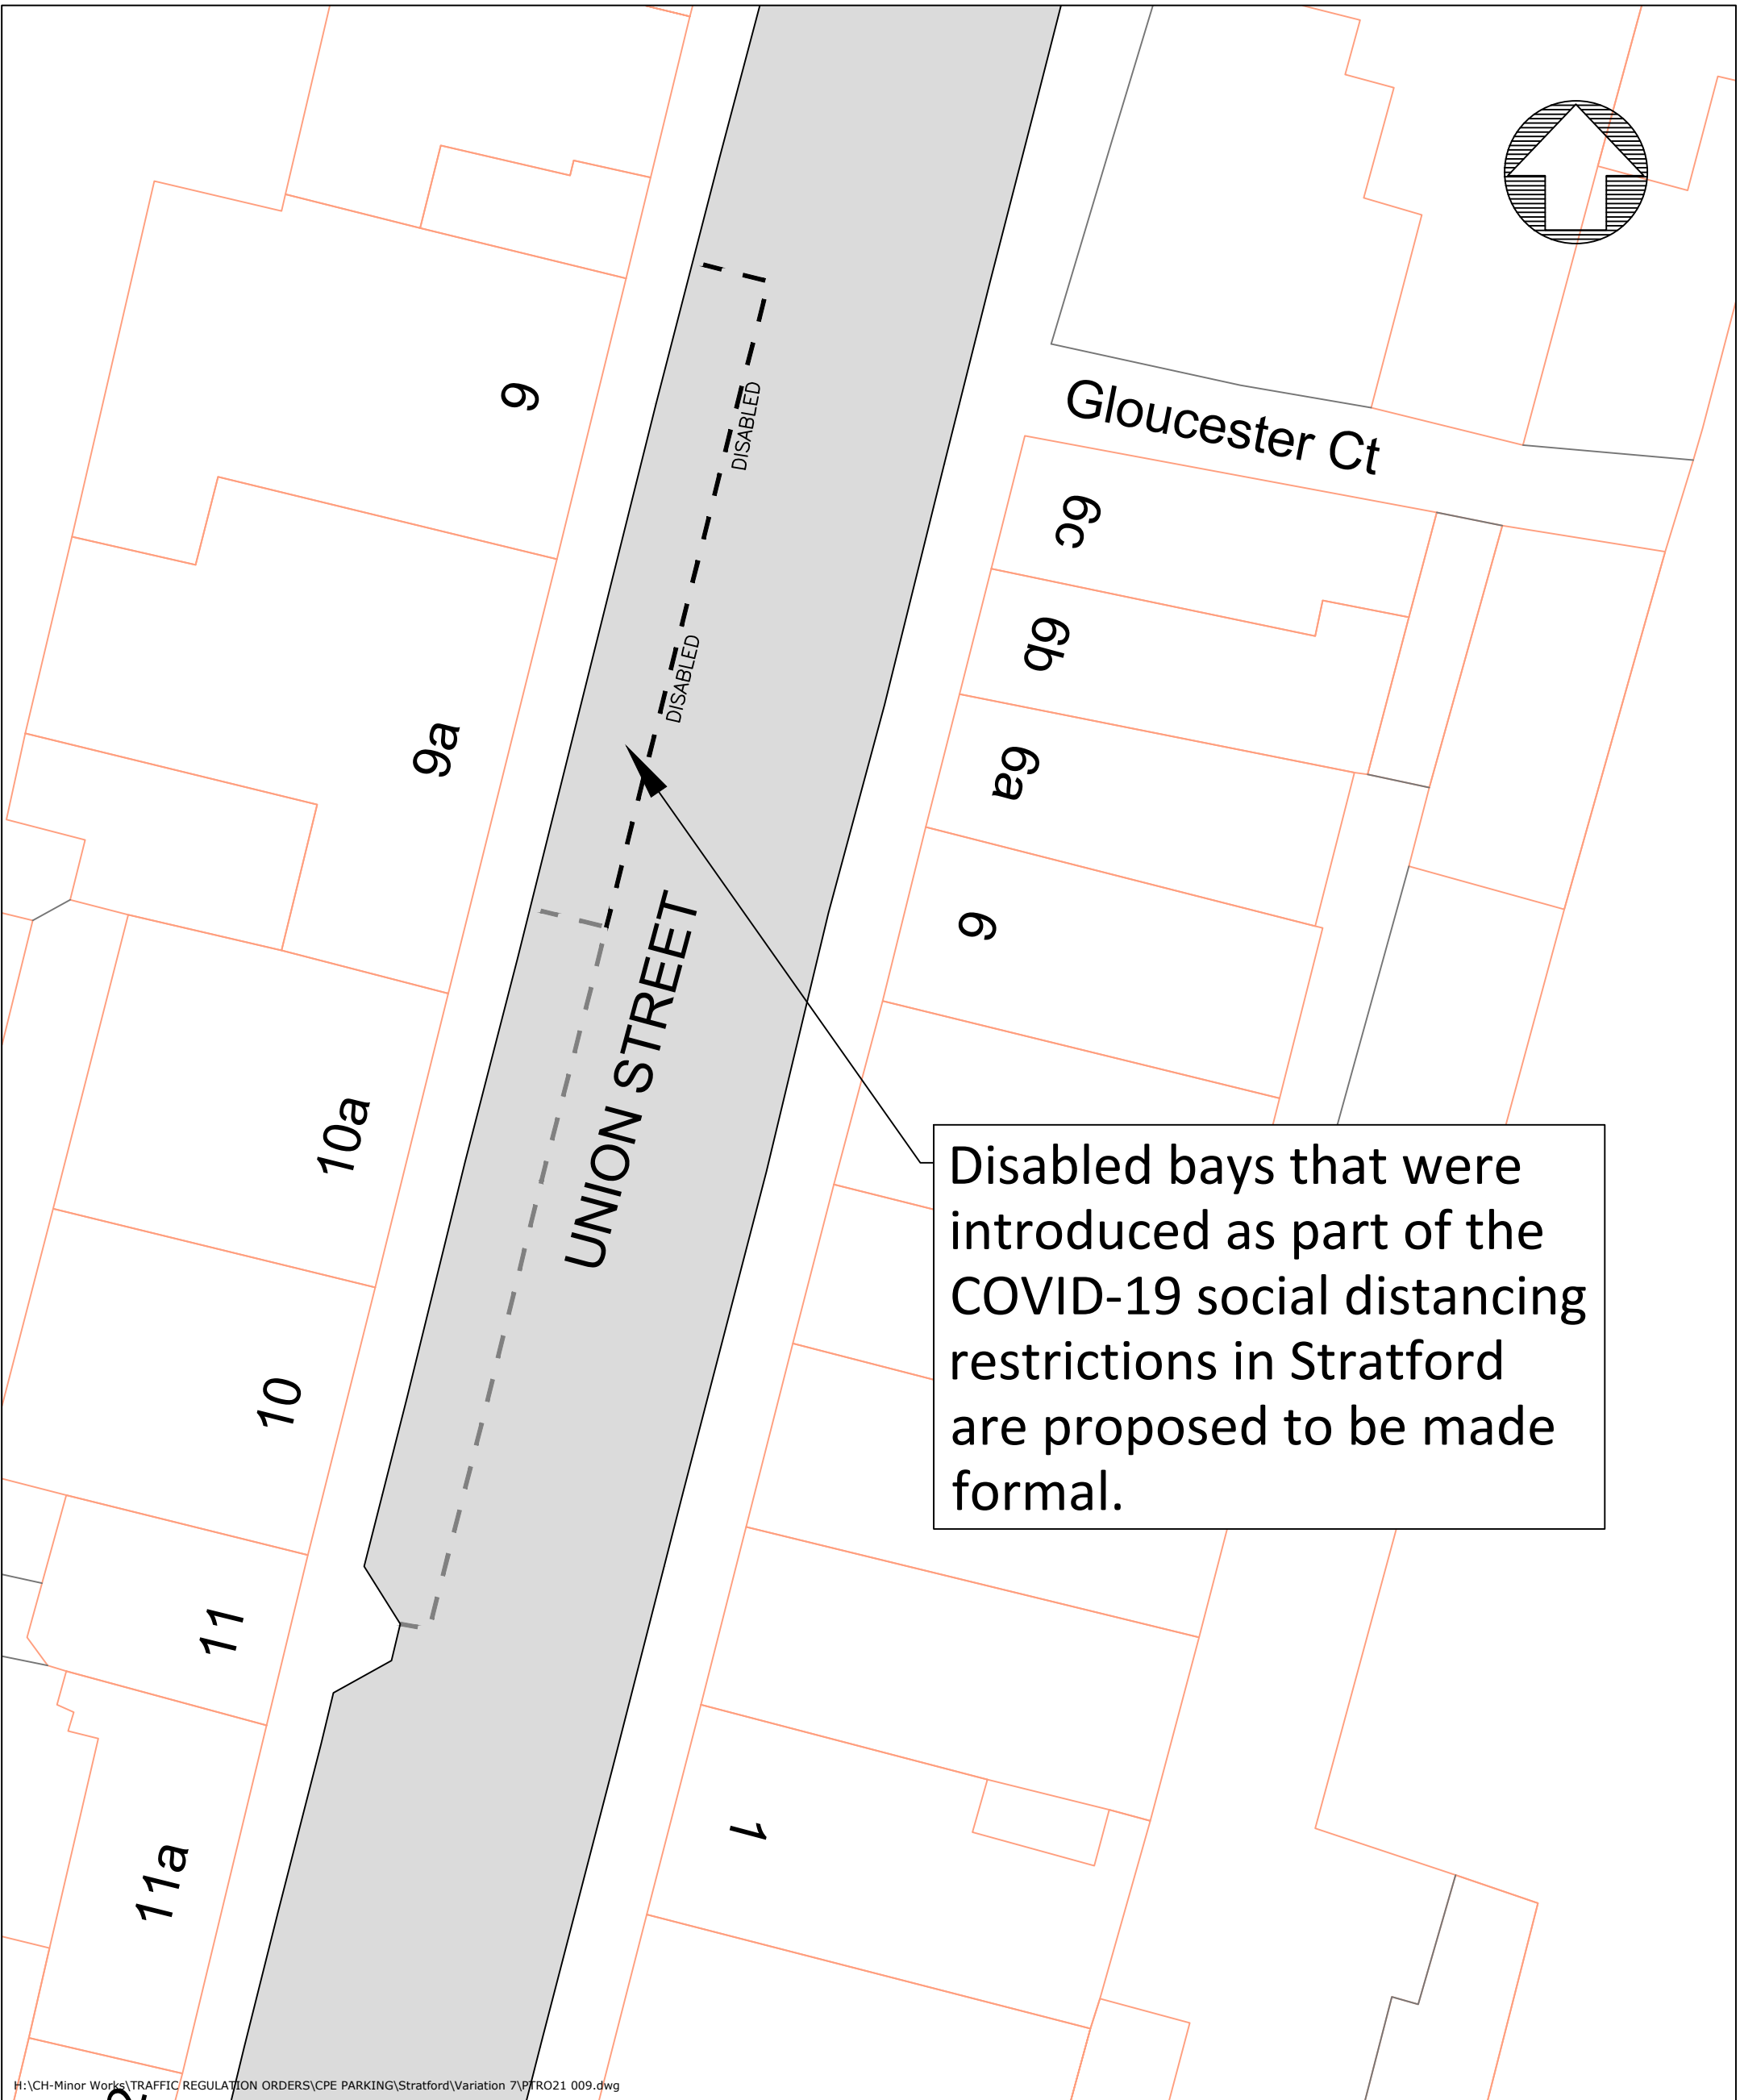 9
DISABLED
Gloucester Ct
6c
6b
DISABLED
9a
6a
6
UNION STREET
10a
Disabled bays that were
introduced as part of the
COVID-19 social distancing
restrictions in Stratford
are proposed to be made
formal.
10
11
1
11a
H:\CH-Minor Works\TRAFFIC REGULATION ORDERS\CPE PARKING\Stratford\Variation 7\PTRO21 009.dwg